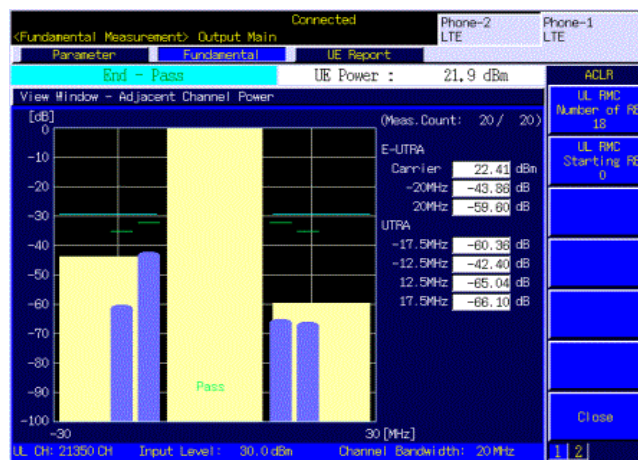 Connected
<Fundamental Measurement> Output Main
Phone-2
LTE
Phone-1
LTE
Parameter Fundamental UE Report
End - Pass UE Power : 21.9 dBm
ACLR
View Window - Adjacent Channel Power
UL RMC
Number of RB
18
UL RMC
Starting RB
0
Close
1 2
[dB]
0
-10
-20
-30
-40
-50
-60
-70
-80
-90
-100
Pass
-30 30 [MHz]
(Meas.Count: 20/ 20)
E-UTRA
Carrier 22.41 dBm
-20MHz -43.86 dB
20MHz -59.60 dB
UTRA
-17.5MHz -60.36 dB
-12.5MHz -42.40 dB
12.5MHz -65.04 dB
17.5MHz -66.10 dB
UL CH: 21350 CH Input Level: 30.0 dBm Channel Bandwidth: 20 MHz